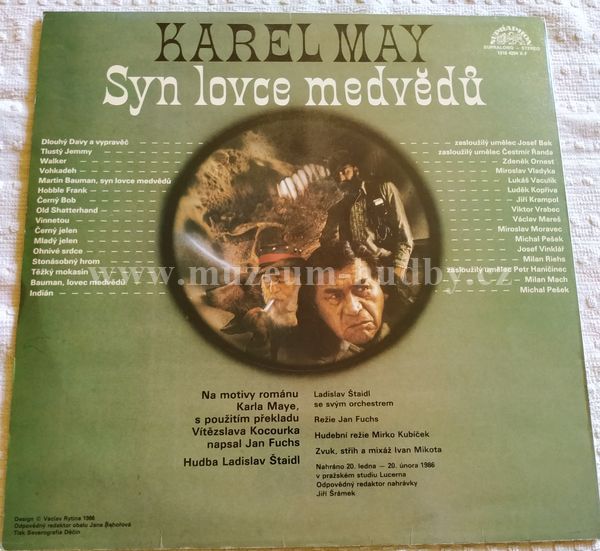 KAREL MAY
Syn lovce medvědů
SUPRAPHON
SUPRALONG – STEREO
Dlouhý Davy a vypravěč zasloužilý umělec Josef Bek
Tlustý Jemmy zasloužilý umělec Čestmír Řanda
Walker Zdeněk Ornest
Vohkadeh Miroslav Vladyka
Martin Bauman, syn lovce medvědů Lukáš Vaculík
Hobble Frank Luděk Kopřiva
Černý Bob Jiří Krampol
Old Shatterhand Viktor Vrabec
Vinnetou Václav Mareš
Černý jelen Miroslav Moravec
Mladý jelen Michal Pešek
Ohnivé srdce Josef Vinklář
Stonásobný hrom Milan Riehs
Těžký mokasín zasloužilý umělec Petr Haničinec
Bauman, lovec medvědů Milan Mach
Indián Michal Pešek
www.muzeum-hudby.cz
Na motivy románu
Karla Maye,
s použitím překladu
Vítězslava Kocourka
napsal Jan Fuchs
Hudba Ladislav Štaidl
Ladislav Štaidl
se svým orchestrem
Režie Jan Fuchs
Hudební režie Mirko Kubíček
Zvuk, střih a mixáž Ivan Mikota
Nahráno 20. ledna – 20. února 1986
v pražském studiu Lucerna
Odpovědný redaktor nahrávky
Jiří Šrámek
Design © Václav Rytina 1986
Odpovědný redaktor obalu Jana Bahořová
Tisk Severografia Děčín